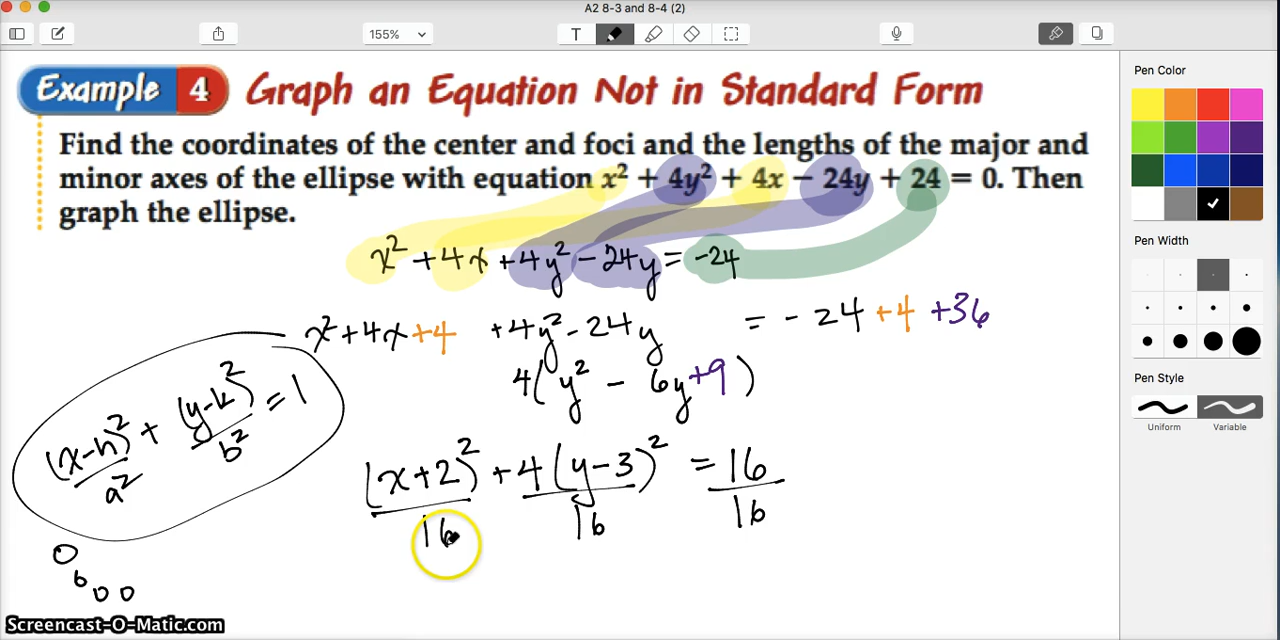 A2 8-3 and 8-4 (2)
155%
T
Pen Color
Example 4 Graph an Equation Not in Standard Form
Find the coordinates of the center and foci and the lengths of the major and
minor axes of the ellipse with equation x² + 4y² + 4x − 24y + 24 = 0. Then
graph the ellipse.
x² + 4x + 4y² − 24y = −24
x² + 4x + 4 + 4y² − 24y = − 24 + 4 + 36
4(y² − 6y + 9)
(x−h)²/a² + (y−k)²/b² = 1
(x+2)²/16 + 4(y−3)²/16 = 16/16
Pen Width
Pen Style
Uniform
Variable
Screencast-O-Matic.com